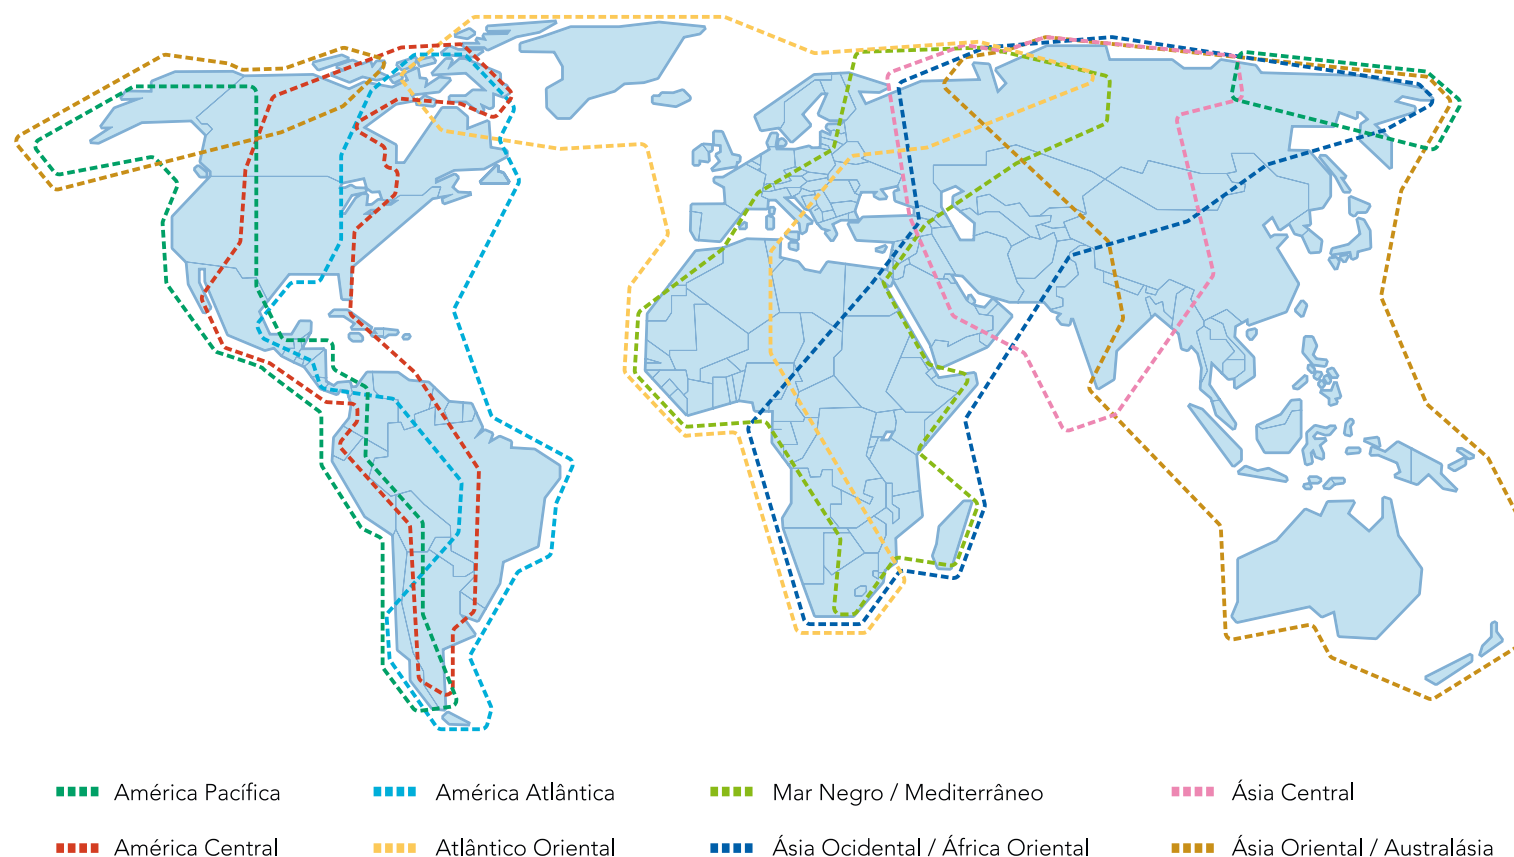 América Pacífica
América Atlântica
Mar Negro / Mediterrâneo
Ásia Central
América Central
Atlântico Oriental
Ásia Ocidental / África Oriental
Ásia Oriental / Australásia